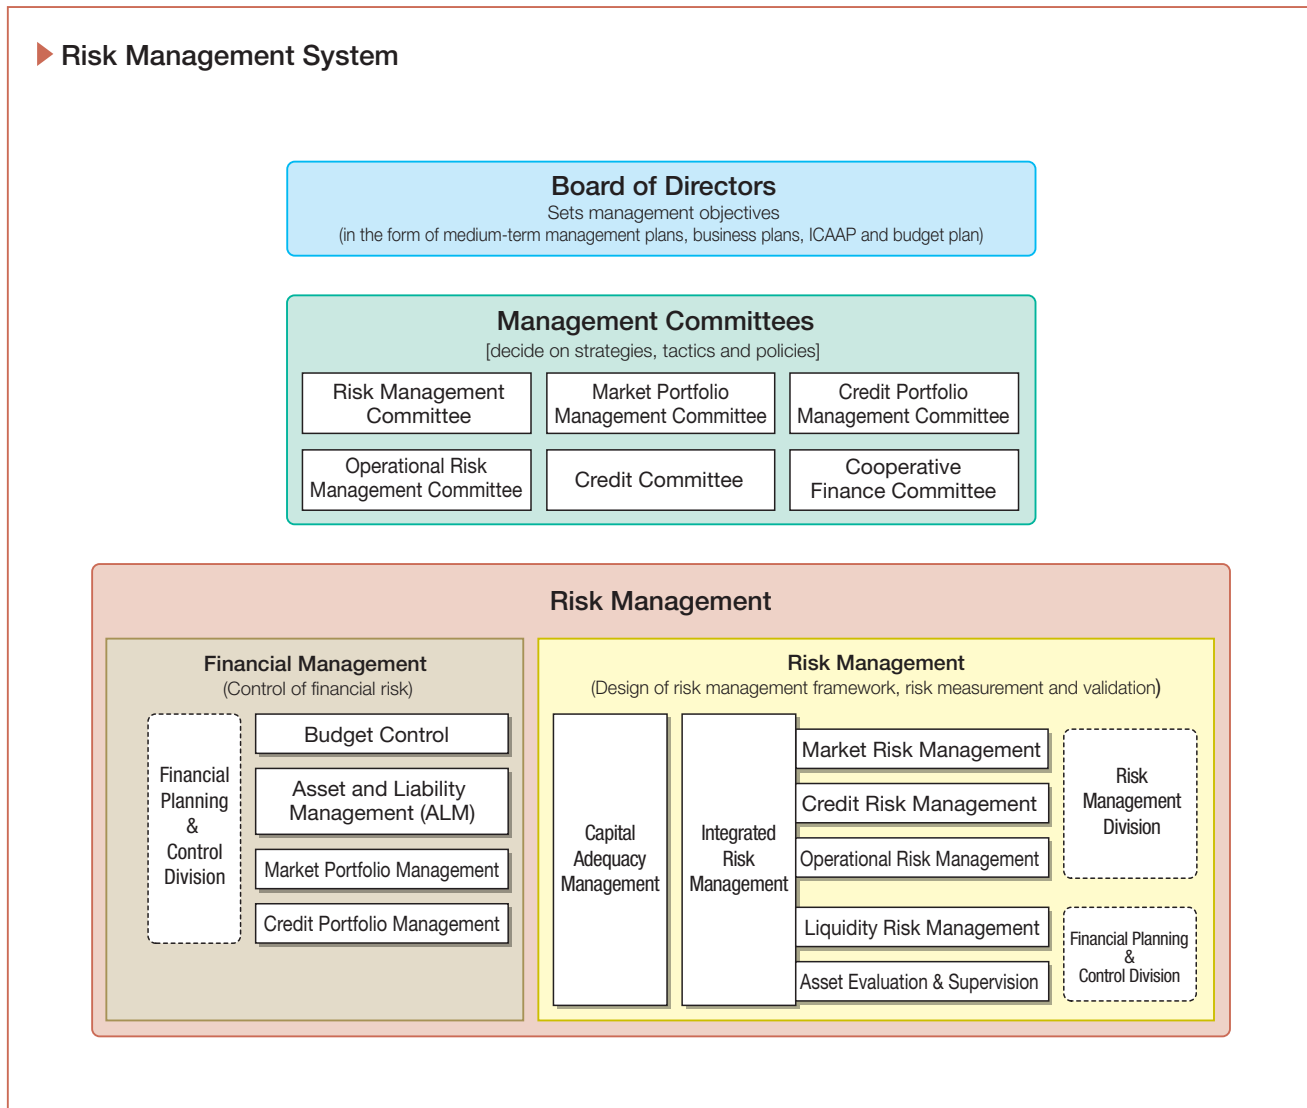 Risk Management System
Board of Directors
Sets management objectives
(in the form of medium-term management plans, business plans, ICAAP and budget plan)
Management Committees
[decide on strategies, tactics and policies]
Risk Management
Committee
Market Portfolio
Management Committee
Credit Portfolio
Management Committee
Operational Risk
Management Committee
Credit Committee
Cooperative
Finance Committee
Risk Management
Financial Management
(Control of financial risk)
Financial
Planning
&
Control
Division
Budget Control
Asset and Liability
Management (ALM)
Market Portfolio Management
Credit Portfolio Management
Risk Management
(Design of risk management framework, risk measurement and validation)
Capital
Adequacy
Management
Integrated
Risk
Management
Market Risk Management
Credit Risk Management
Operational Risk Management
Liquidity Risk Management
Asset Evaluation & Supervision
Risk
Management
Division
Financial Planning
&
Control Division